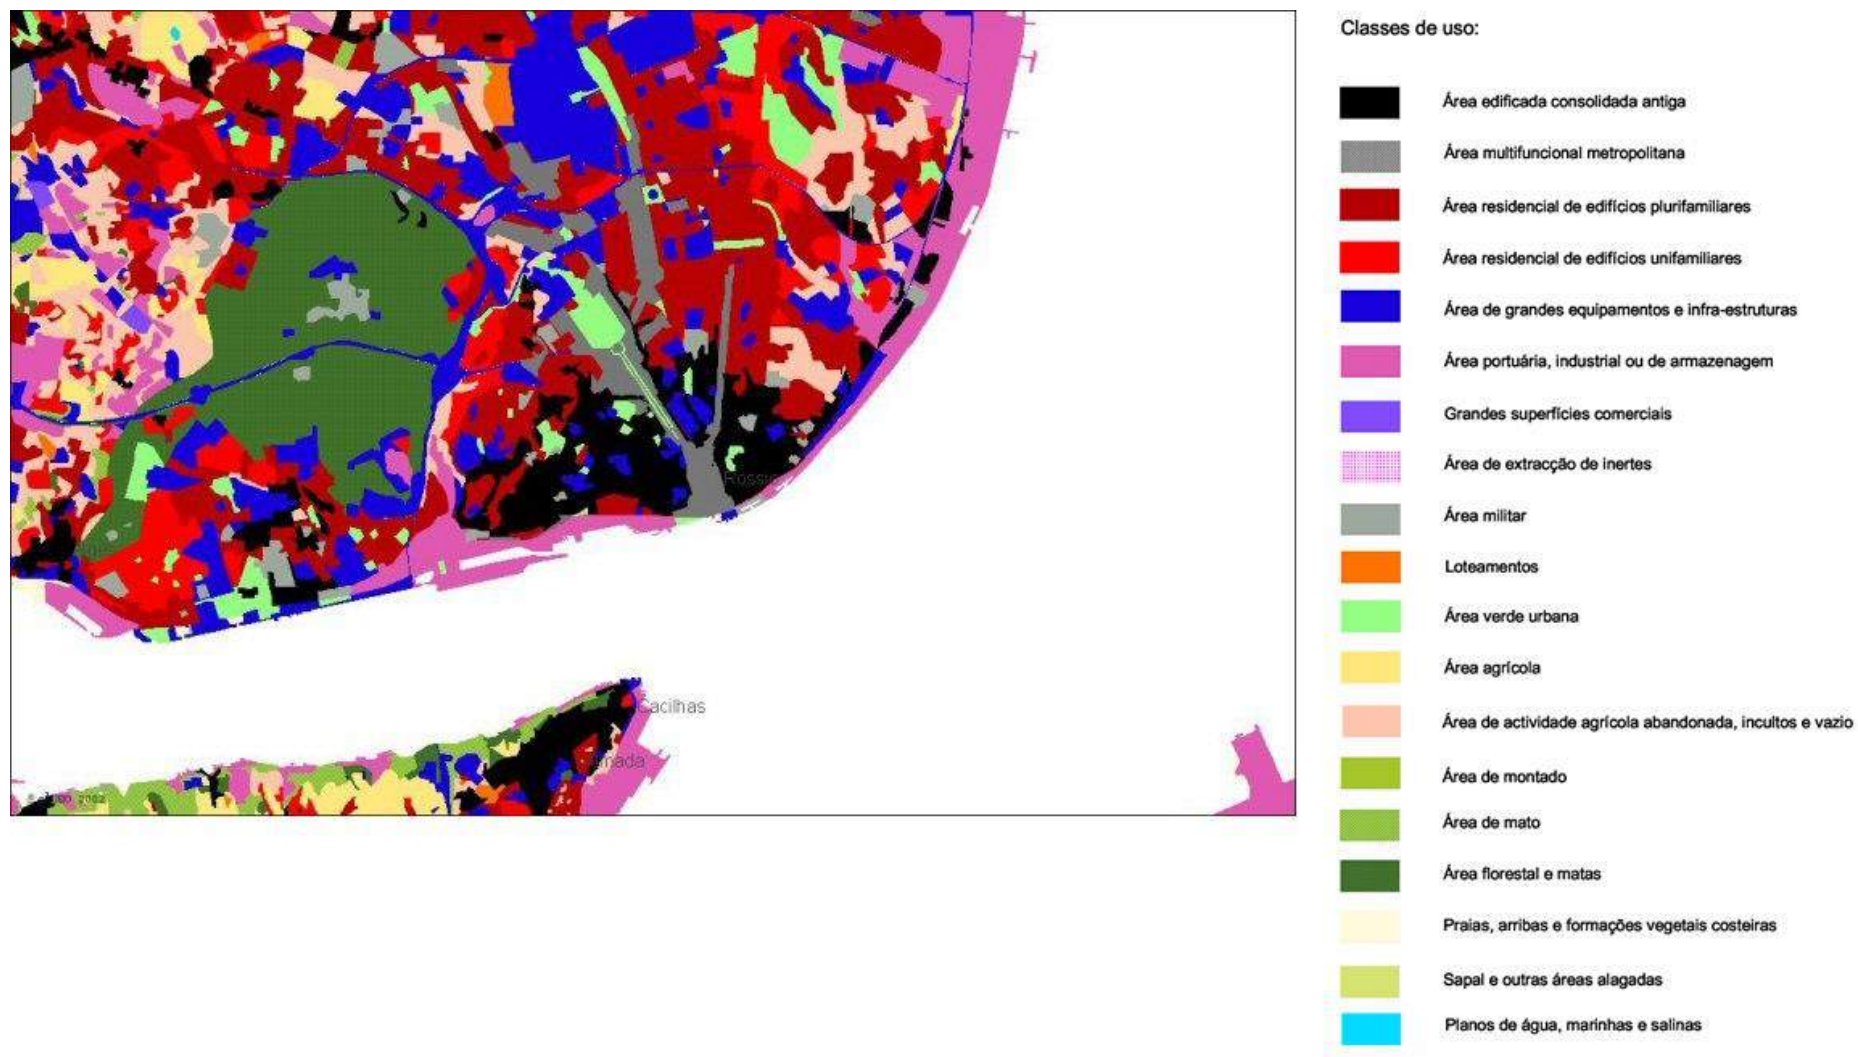 Classes de uso:
Área edificada consolidada antiga
Área multifuncional metropolitana
Área residencial de edifícios plurifamiliares
Área residencial de edifícios unifamiliares
Área de grandes equipamentos e infra-estruturas
Área portuária, industrial ou de armazenagem
Grandes superfícies comerciais
Área de extracção de inertes
Área militar
Loteamentos
Área verde urbana
Área agrícola
Área de actividade agrícola abandonada, incultos e vazio
Área de montado
Área de mato
Área florestal e matas
Praias, arribas e formações vegetais costeiras
Sapal e outras áreas alagadas
Planos de água, marinhas e salinas
Rossio
Cacilhas
2002